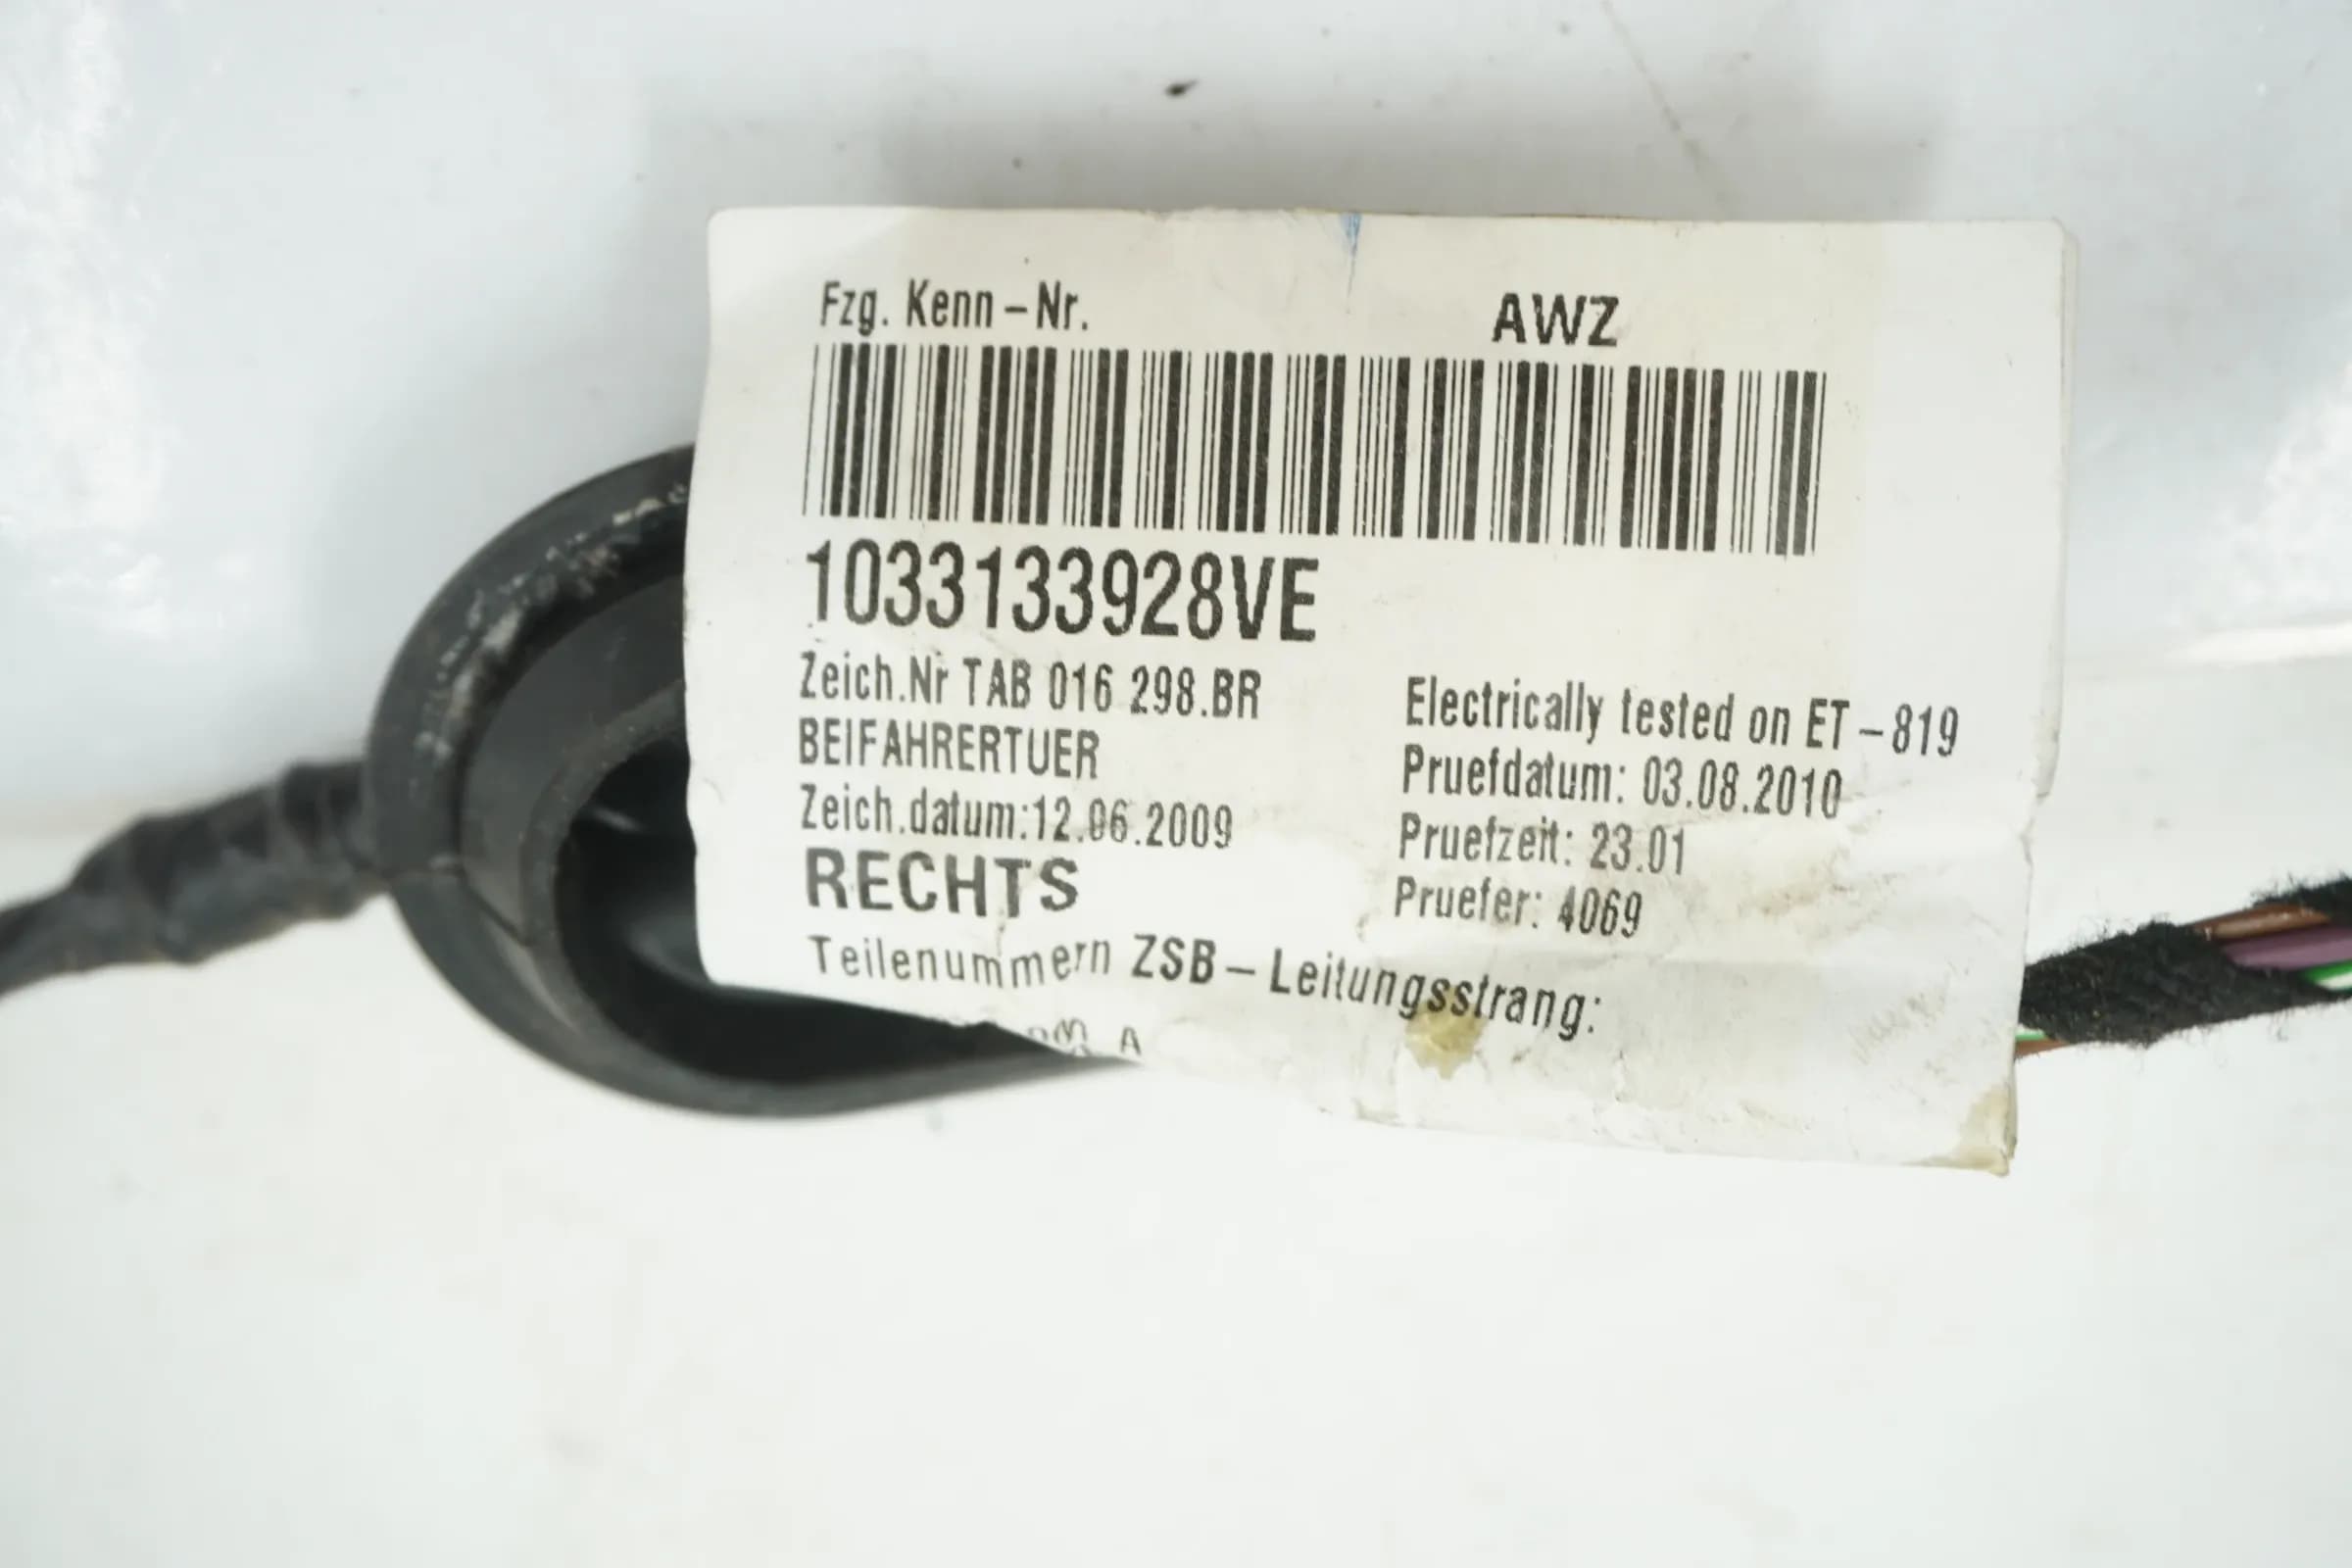 Fzg. Kenn-Nr. AWZ
1033133928VE
Zeich.Nr TAB 016 298.BR
BEIFAHRERTUER
Zeich.datum:12.06.2009
RECHTS
Electrically tested on ET-819
Pruefdatum: 03.08.2010
Pruefzeit: 23.01
Pruefer: 4069
Teilenummern ZSB-Leitungsstrang:
A